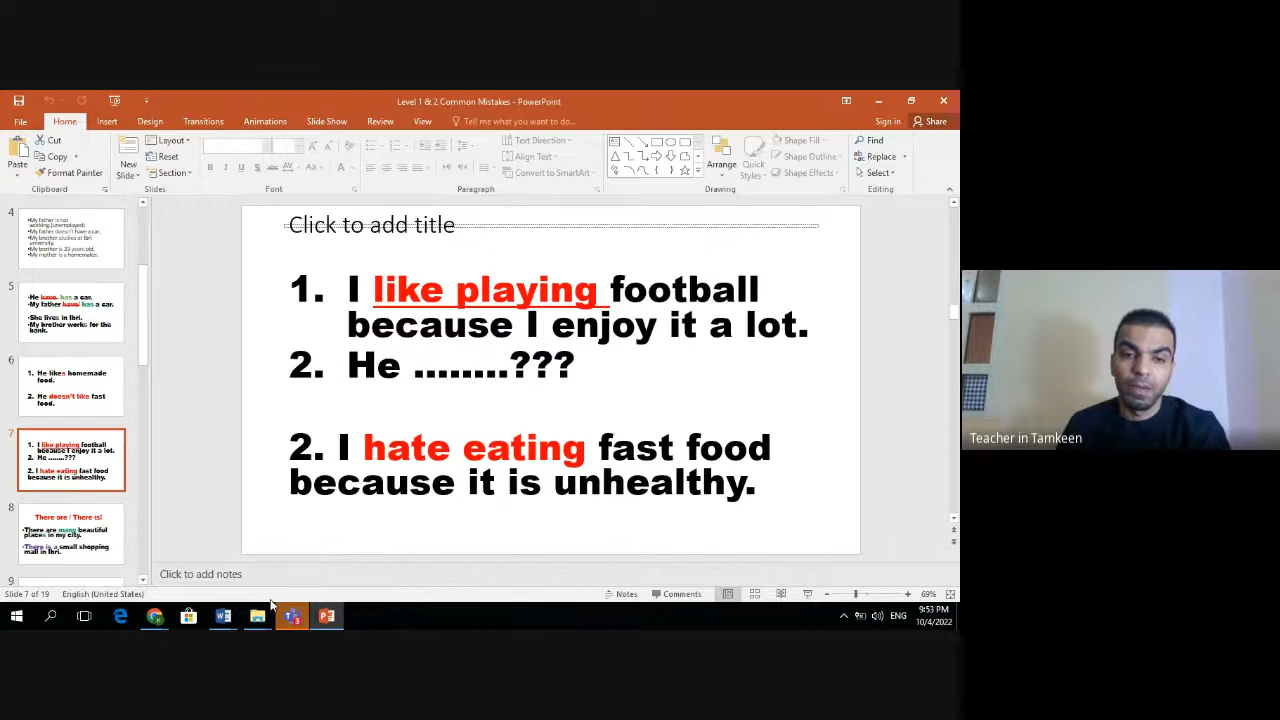 Level 1 & 2 Common Mistakes - PowerPoint
File Home Insert Design Transitions Animations Slide Show Review View Tell me what you want to do... Sign in Share
Cut
Copy
Format Painter
Paste
Clipboard
New
Slide
Layout
Reset
Section
Slides
Font
Text Direction
Align Text
Convert to SmartArt
Paragraph
Arrange
Quick
Styles
Shape Fill
Shape Outline
Shape Effects
Drawing
Find
Replace
Select
Editing
4
•My father is not
working.(unemployed)
•My father doesn't have a car.
•My brother studies at Ibri
university.
•My brother is 23 years old.
•My mother is a homemaker.
5
•He have has a car.
•My father have has a car.
•She lives in Ibri.
•My brother works for the
bank.
6
1. He likes homemade
food.
2. He doesn't like fast
food.
7
1. I like playing football
because I enjoy it a lot.
2. He ........???
2. I hate eating fast food
because it is unhealthy.
8
There are / There is!
•There are many beautiful
places in my city.
•There is a small shopping
mall in Ibri.
9
Click to add title
1. I like playing football
because I enjoy it a lot.
2. He ........???
2. I hate eating fast food
because it is unhealthy.
Click to add notes
Slide 7 of 19 English (United States) Notes Comments 69%
ENG
9:53 PM
10/4/2022
Teacher in Tamkeen